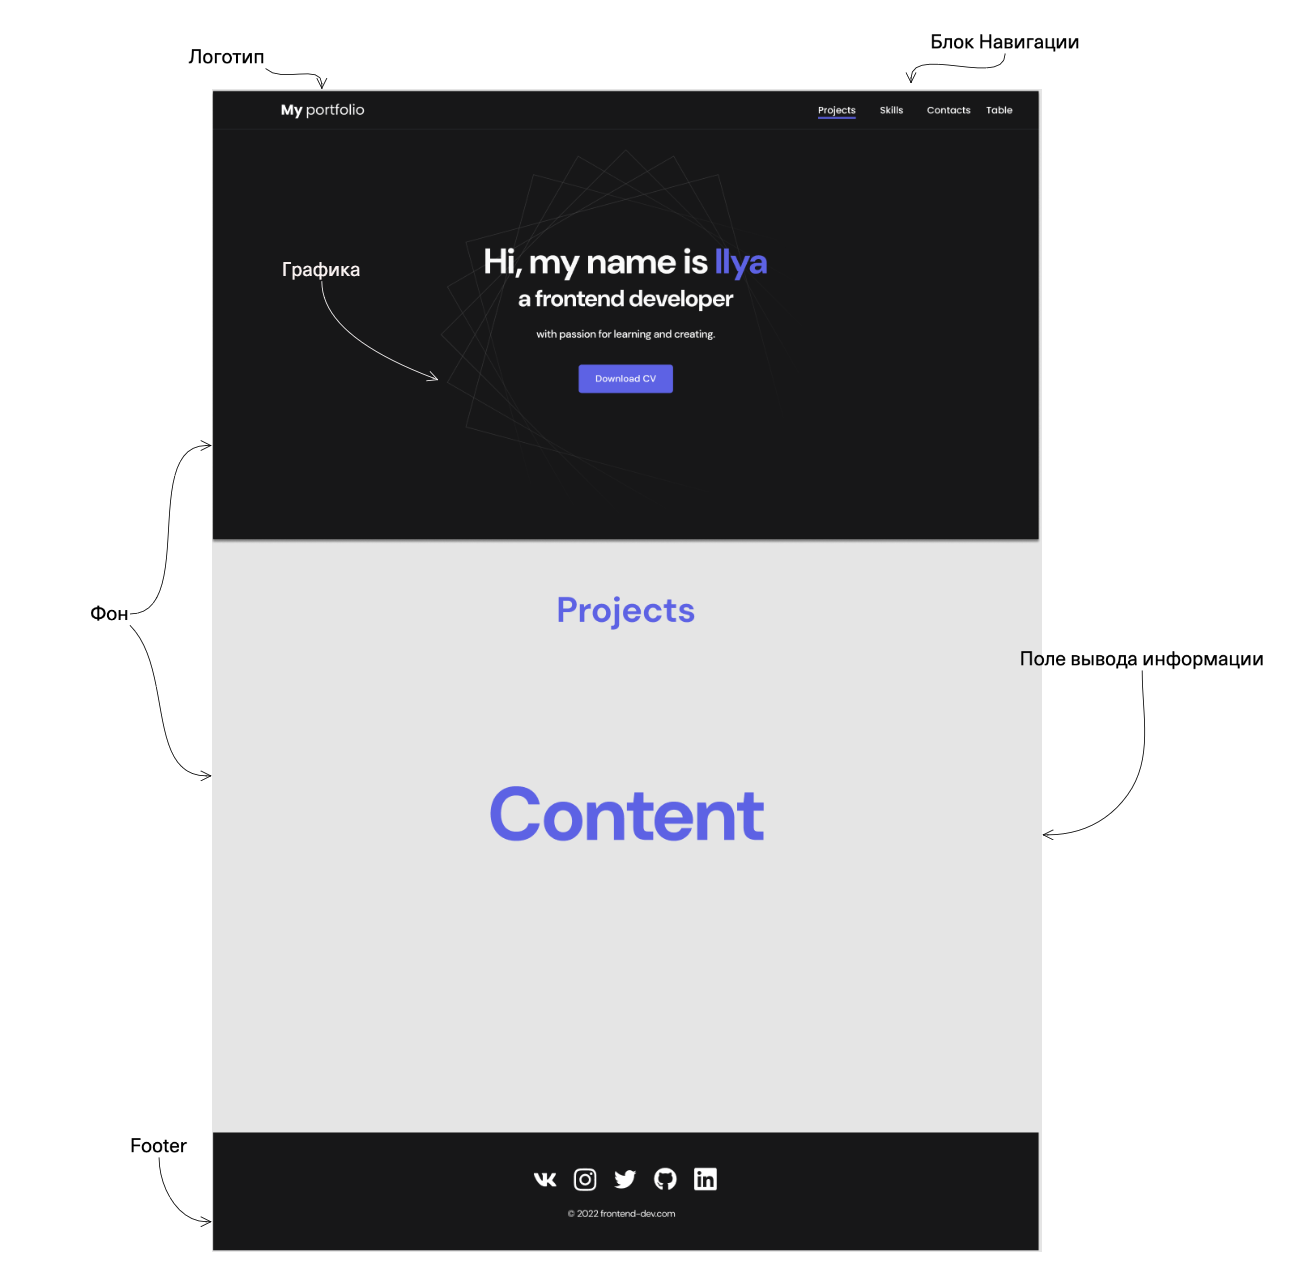 Логотип
Блок Навигации
My portfolio
Projects Skills Contacts Table
Графика
Hi, my name is Ilya
a frontend developer
with passion for learning and creating.
Download CV
Фон
Projects
Поле вывода информации
Content
Footer
© 2022 frontend-dev.com